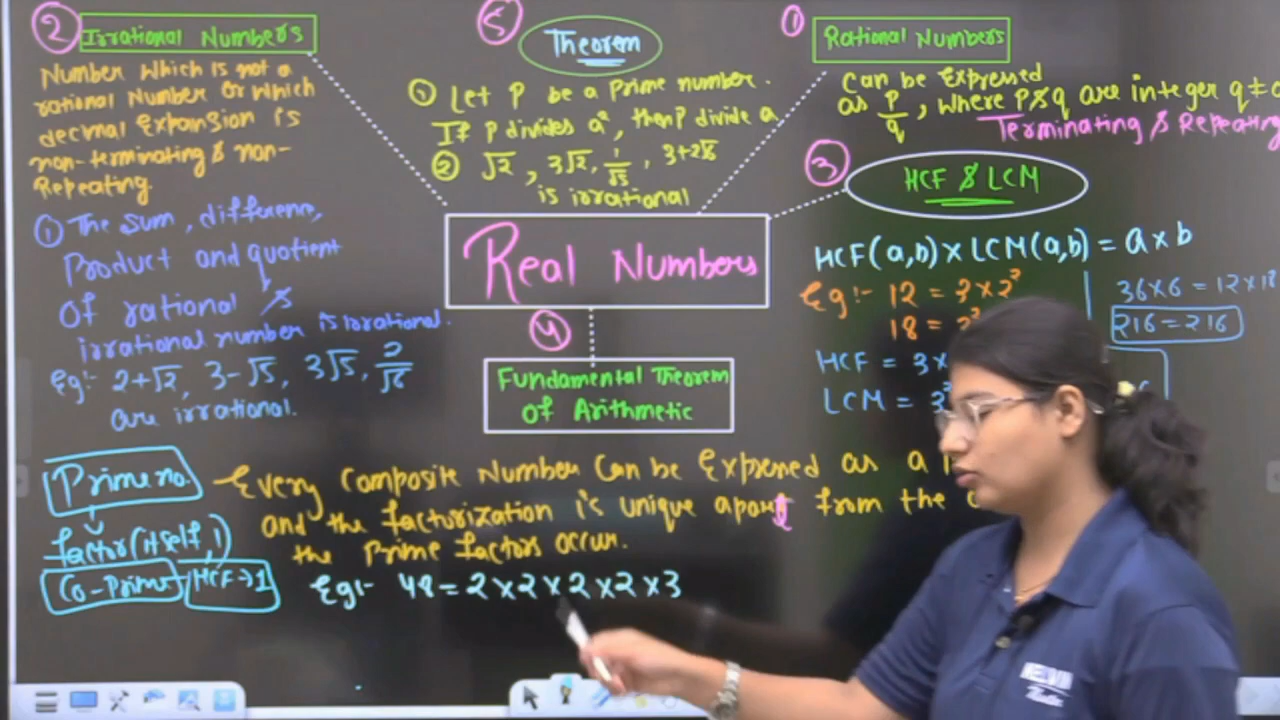 ② Irrational Numbers
Number which is not a
rational Number or which
decimal Expansion is
non-terminating & non-
Repeating.
① The sum, difference,
Product and quotient
Of rational &
irrational number is irrational.
Eg:- 2+√2, 3-√5, 3√5, 2/√6
are irrational.
⑤ Theorem
① Let P be a Prime number.
If P divides a², then P divide a
② √2, 3√2, 1/√5, 3+2√5
is irrational
① Rational Numbers
Can be Expressed
as P/q, where P & q are integer q≠0
Terminating & Repeating
③ HCF & LCM
HCF(a,b) × LCM(a,b) = a × b
Eg:- 12 = 3×2²
18 =
HCF = 3×
LCM = 3²
36×6 = 12×18
216 = 216
Real Numbers
④
Fundamental Theorem
Of Arithmetic
Prime no.
factor (itself, 1)
Co-Prime HCF→1
Every Composite Number Can be Expressed as a
and the factorization is unique apart from the
the Prime factors occur.
Eg:- 48 = 2×2×2×2×3